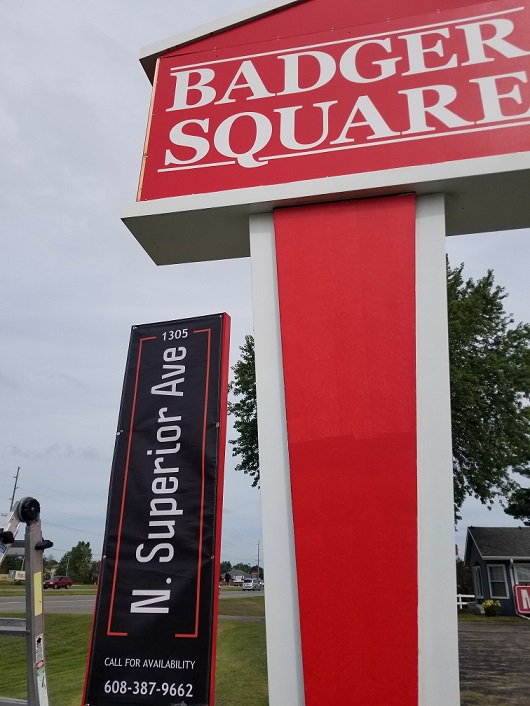 BADGER
SQUARE
1305
N. Superior Ave
CALL FOR AVAILABILITY
608-387-9662